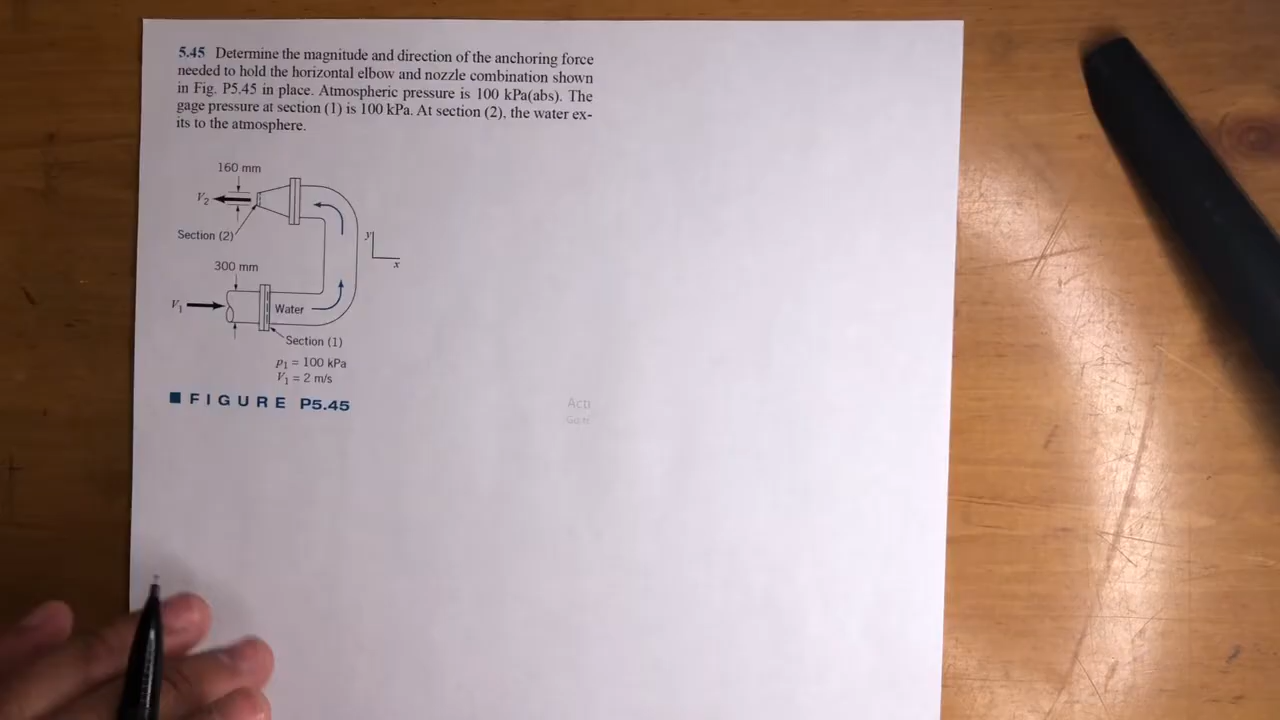 5.45 Determine the magnitude and direction of the anchoring force
needed to hold the horizontal elbow and nozzle combination shown
in Fig. P5.45 in place. Atmospheric pressure is 100 kPa(abs). The
gage pressure at section (1) is 100 kPa. At section (2), the water ex-
its to the atmosphere.
160 mm
V2
Section (2)
y
x
300 mm
V1
Water
Section (1)
p1 = 100 kPa
V1 = 2 m/s
FIGURE P5.45
Acti